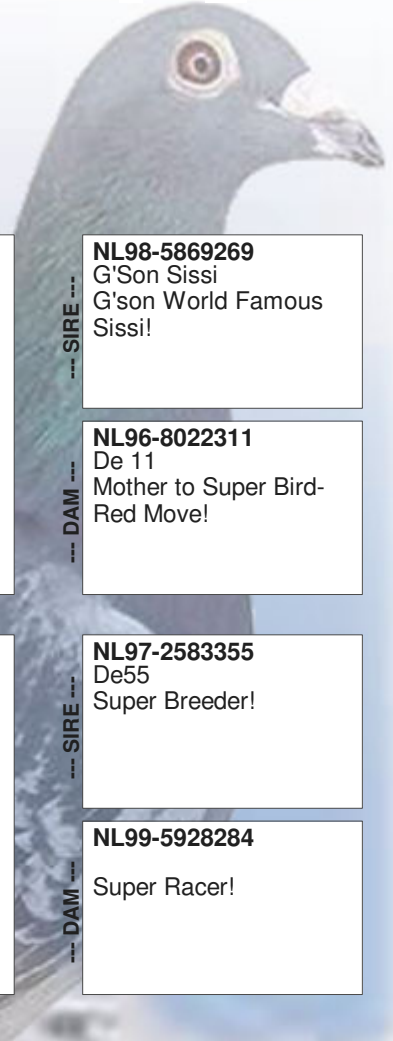 --- SIRE ---
NL98-5869269
G'Son Sissi
G'son World Famous
Sissi!
--- DAM ---
NL96-8022311
De 11
Mother to Super Bird-
Red Move!
--- SIRE ---
NL97-2583355
De55
Super Breeder!
--- DAM ---
NL99-5928284
Super Racer!